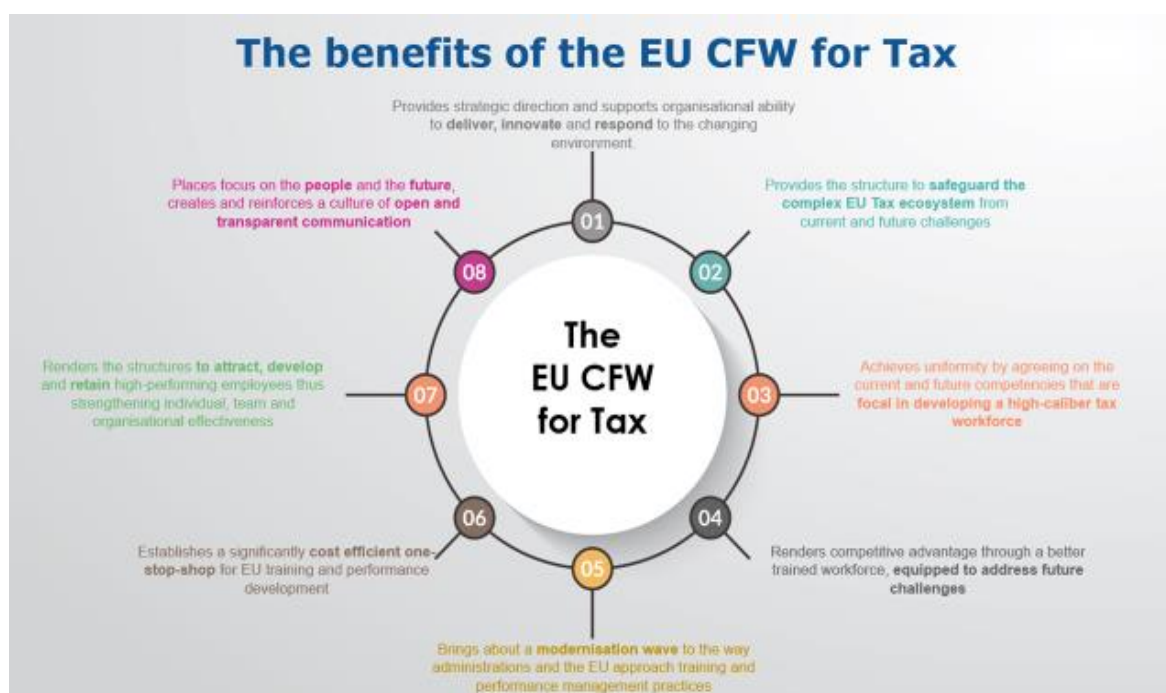 The benefits of the EU CFW for Tax
Provides strategic direction and supports organisational ability
to deliver, innovate and respond to the changing
environment.
01
Provides the structure to safeguard the
complex EU Tax ecosystem from
current and future challenges
02
Achieves uniformity by agreeing on the
current and future competencies that are
focal in developing a high-caliber tax
workforce
03
Renders competitive advantage through a better
trained workforce, equipped to address future
challenges
04
Brings about a modernisation wave to the way
administrations and the EU approach training and
performance management practices
05
Establishes a significantly cost efficient one-
stop-shop for EU training and performance
development
06
Renders the structures to attract, develop
and retain high-performing employees thus
strengthening individual, team and
organisational effectiveness
07
Places focus on the people and the future,
creates and reinforces a culture of open and
transparent communication
08
The
EU CFW
for Tax